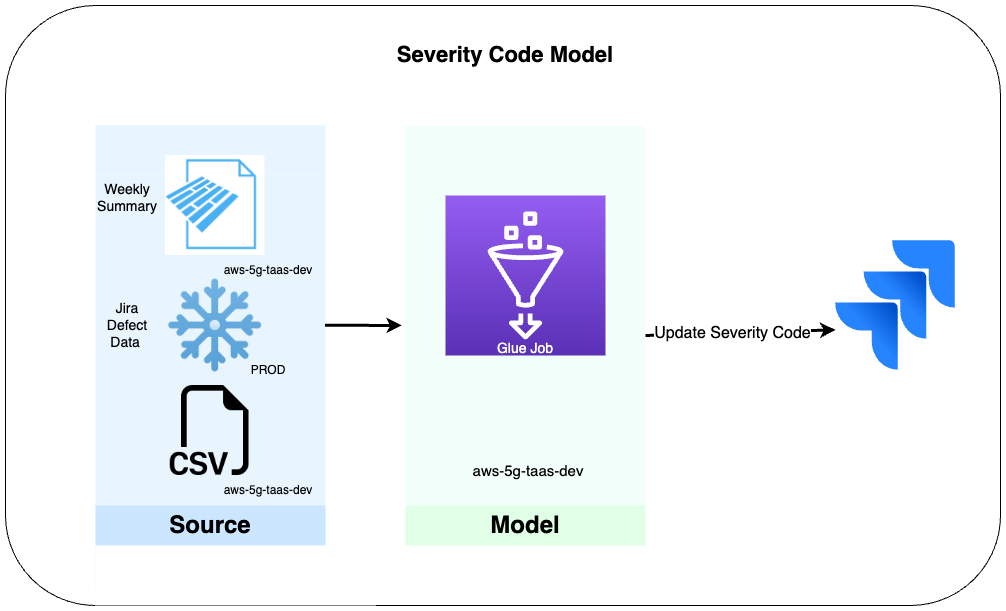 Severity Code Model
Weekly
Summary
aws-5g-taas-dev
Jira
Defect
Data
PROD
CSV
aws-5g-taas-dev
Source
Glue Job
aws-5g-taas-dev
Model
Update Severity Code